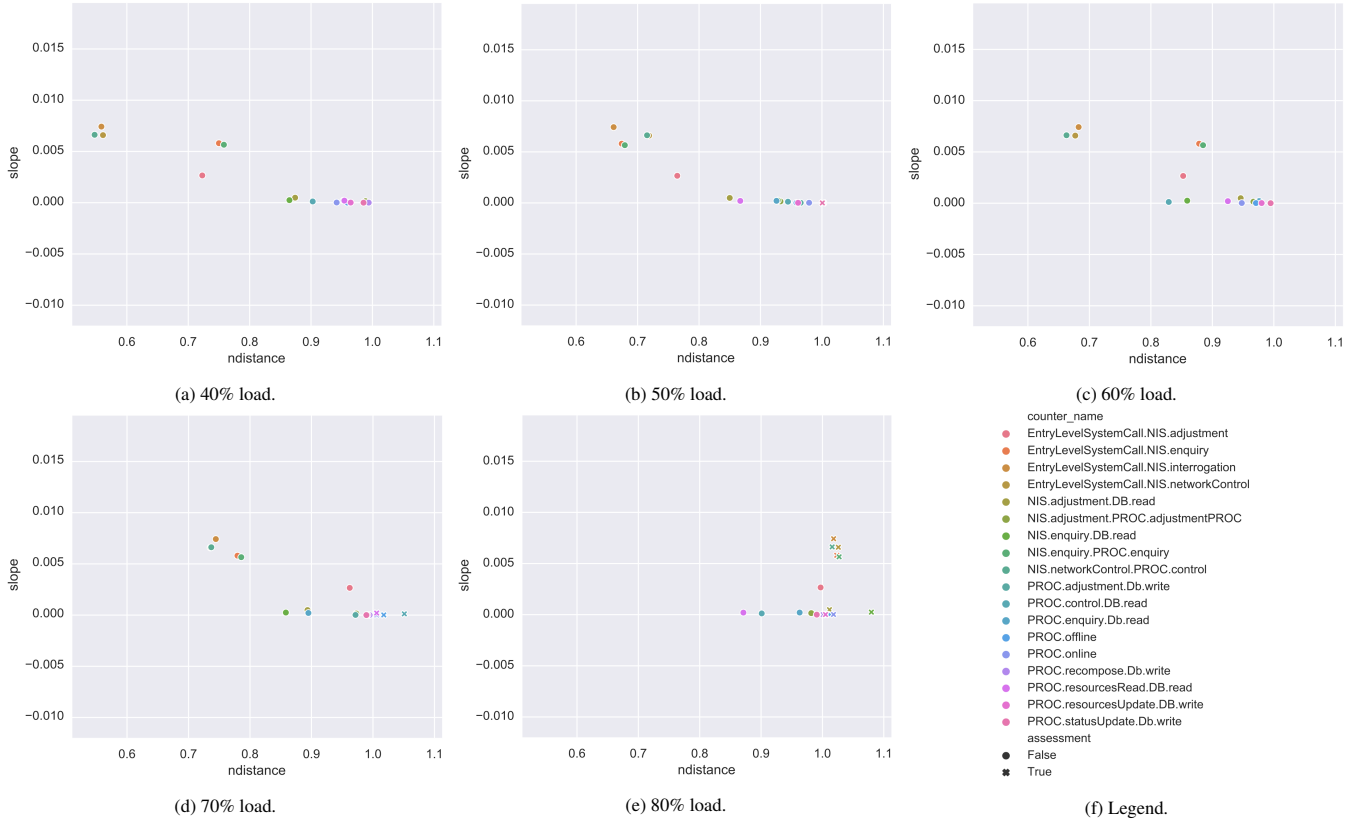 0.015
0.010
0.005
0.000
−0.005
−0.010
slope
0.6 0.7 0.8 0.9 1.0 1.1
ndistance
(a) 40% load.
0.015
0.010
0.005
0.000
−0.005
−0.010
slope
0.6 0.7 0.8 0.9 1.0 1.1
ndistance
(b) 50% load.
0.015
0.010
0.005
0.000
−0.005
−0.010
slope
0.6 0.7 0.8 0.9 1.0 1.1
ndistance
(c) 60% load.
0.015
0.010
0.005
0.000
−0.005
−0.010
slope
0.6 0.7 0.8 0.9 1.0 1.1
ndistance
(d) 70% load.
0.015
0.010
0.005
0.000
−0.005
−0.010
slope
0.6 0.7 0.8 0.9 1.0 1.1
ndistance
(e) 80% load.
counter_name
EntryLevelSystemCall.NIS.adjustment
EntryLevelSystemCall.NIS.enquiry
EntryLevelSystemCall.NIS.interrogation
EntryLevelSystemCall.NIS.networkControl
NIS.adjustment.DB.read
NIS.adjustment.PROC.adjustmentPROC
NIS.enquiry.DB.read
NIS.enquiry.PROC.enquiry
NIS.networkControl.PROC.control
PROC.adjustment.Db.write
PROC.control.DB.read
PROC.enquiry.Db.read
PROC.offline
PROC.online
PROC.recompose.Db.write
PROC.resourcesRead.DB.read
PROC.resourcesUpdate.DB.write
PROC.statusUpdate.Db.write
assessment
False
True
(f) Legend.